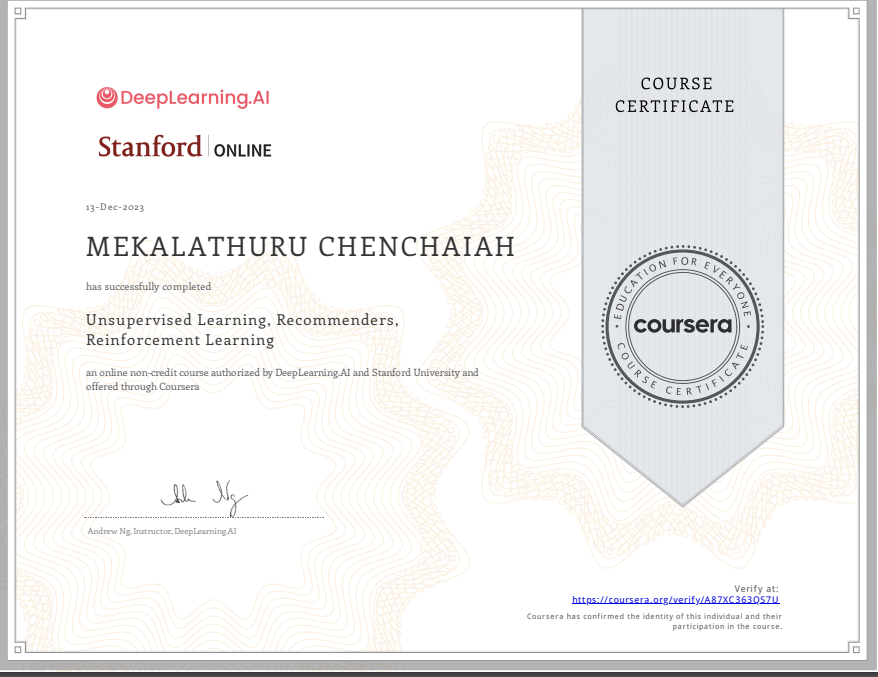 DeepLearning.AI
Stanford ONLINE
13-Dec-2023
MEKALATHURU CHENCHAIAH
has successfully completed
Unsupervised Learning, Recommenders,
Reinforcement Learning
an online non-credit course authorized by DeepLearning.AI and Stanford University and
offered through Coursera
Andrew Ng, Instructor, DeepLearning.AI
COURSE
CERTIFICATE
EDUCATION FOR EVERYONE
coursera
COURSE CERTIFICATE
Verify at:
https://coursera.org/verify/A87XC363QS7U
Coursera has confirmed the identity of this individual and their
participation in the course.